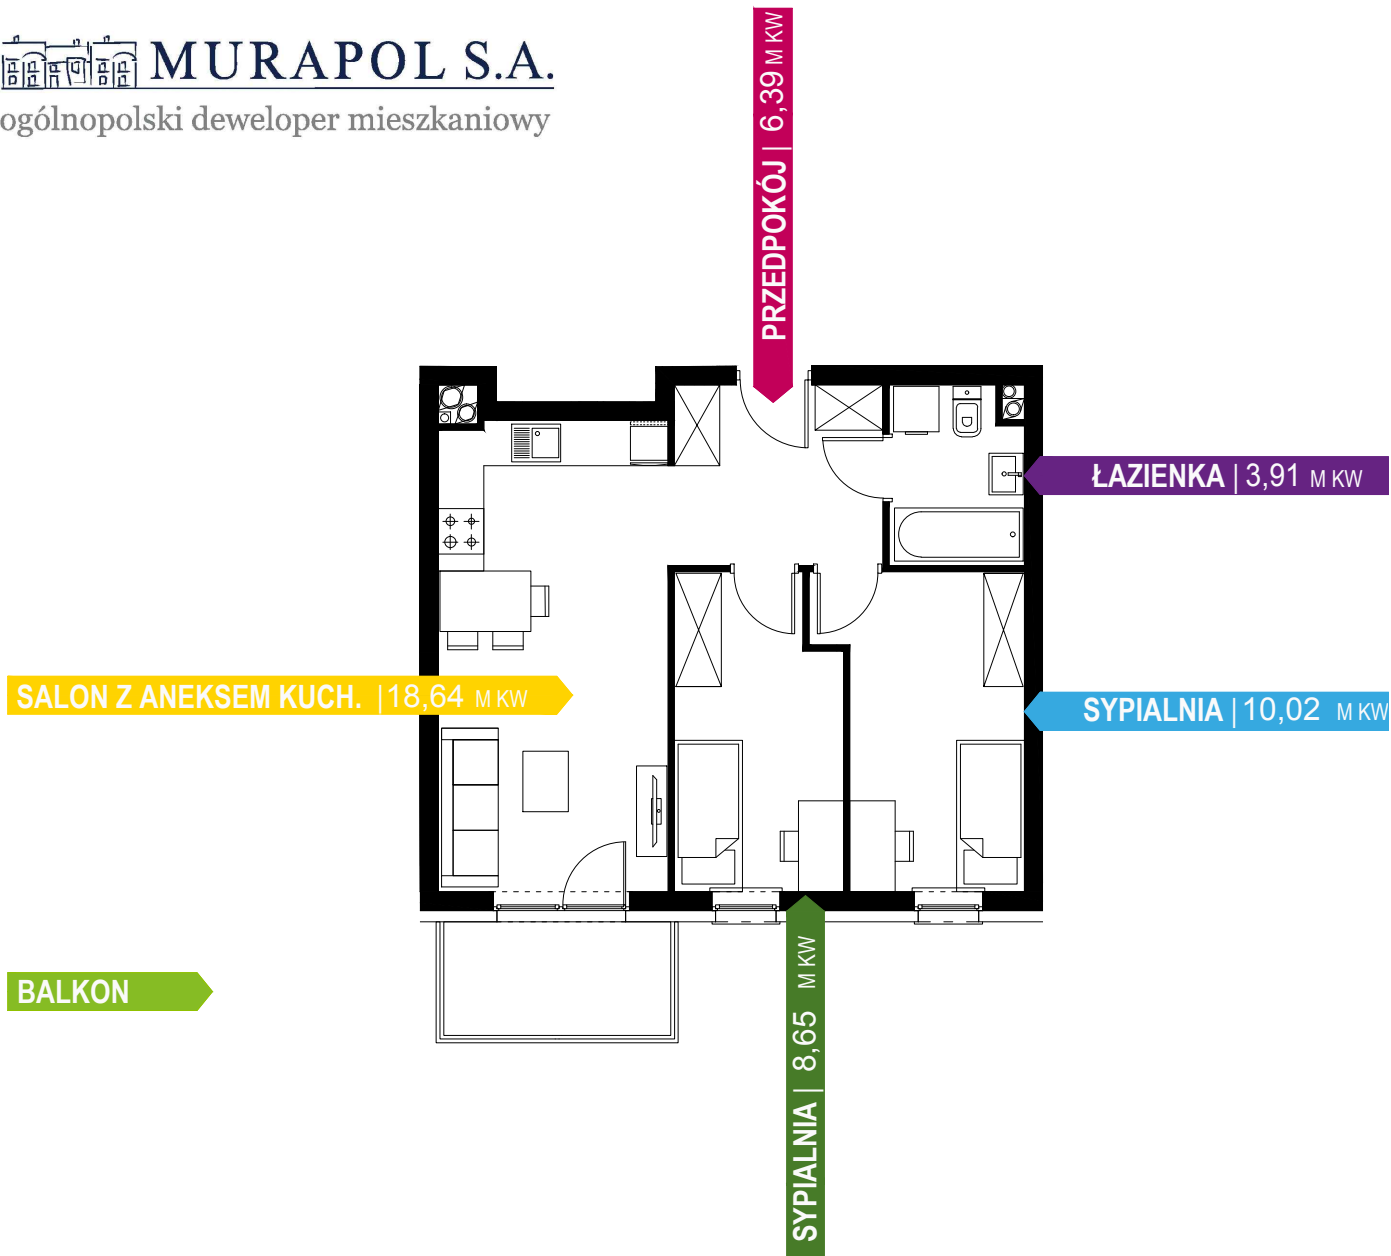 MURAPOL S.A.
ogólnopolski deweloper mieszkaniowy
PRZEDPOKÓJ | 6,39 M KW
ŁAZIENKA | 3,91 M KW
SALON Z ANEKSEM KUCH. | 18,64 M KW
SYPIALNIA | 10,02 M KW
BALKON
SYPIALNIA | 8,65 M KW